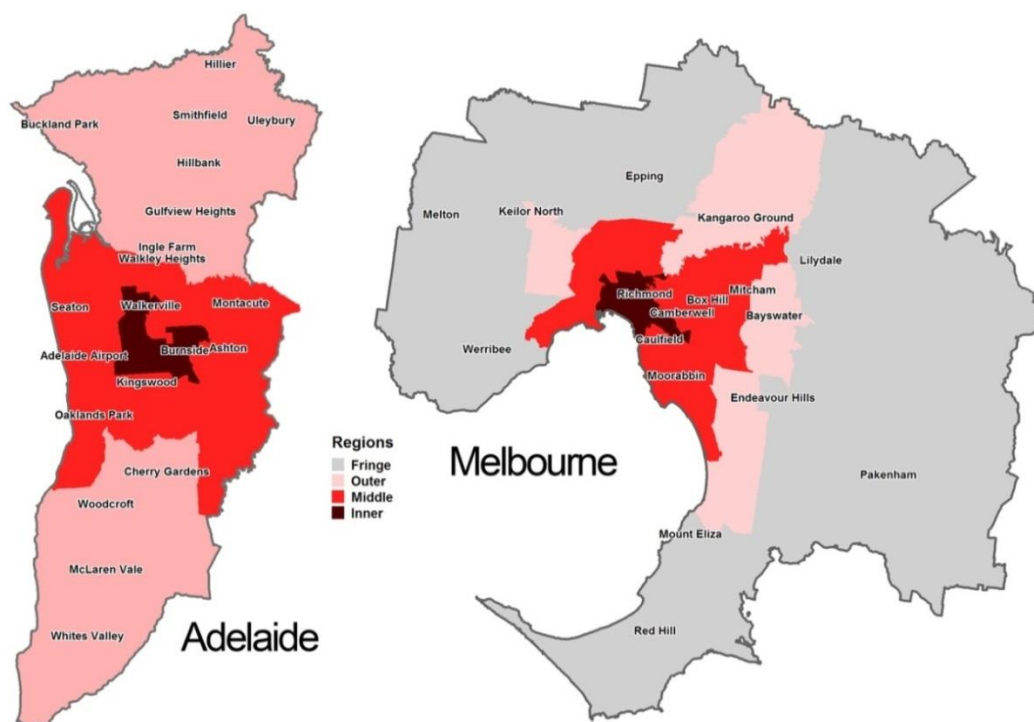 Hillier
Smithfield
Buckland Park
Uleybury
Hillbank
Gulfview Heights
Ingle Farm
Walkley Heights
Seaton
Walkerville
Montacute
Adelaide Airport
Burnside
Ashton
Kingswood
Oaklands Park
Cherry Gardens
Woodcroft
McLaren Vale
Whites Valley
Adelaide
Regions
Fringe
Outer
Middle
Inner
Epping
Melton
Keilor North
Kangaroo Ground
Lilydale
Richmond
Box Hill
Mitcham
Camberwell
Bayswater
Caulfield
Werribee
Moorabbin
Endeavour Hills
Melbourne
Pakenham
Mount Eliza
Red Hill